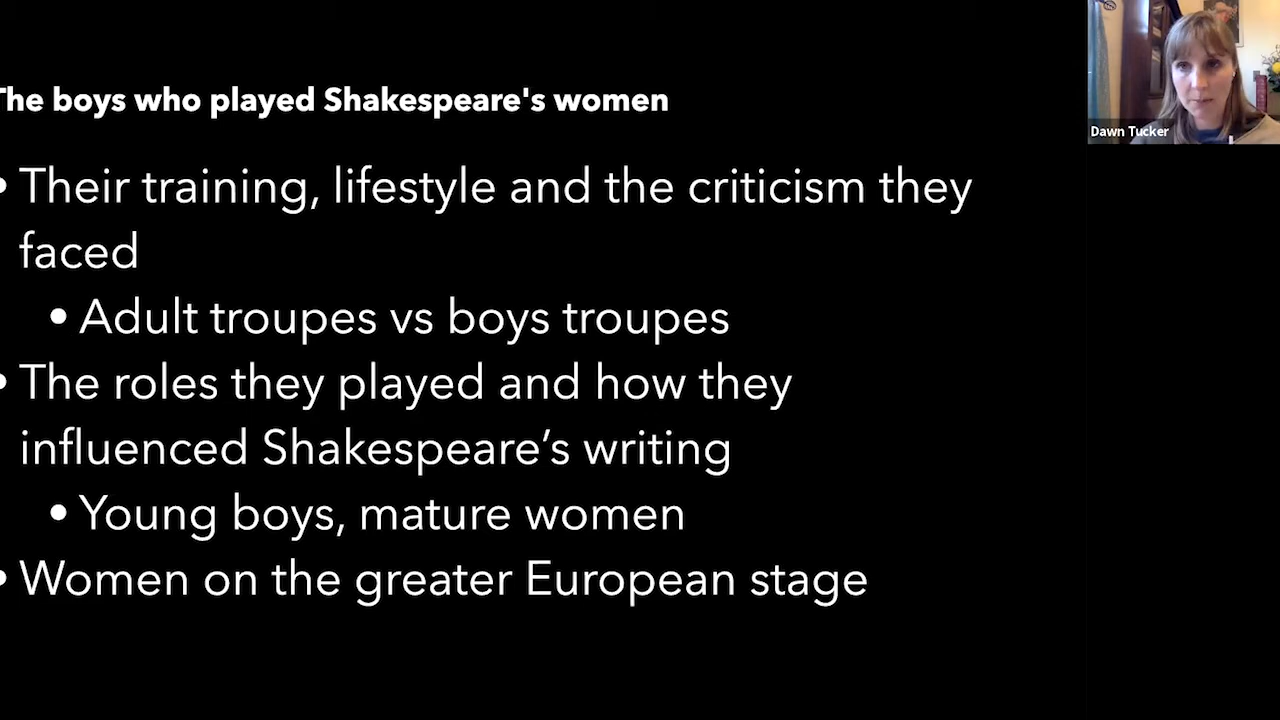 The boys who played Shakespeare's women
• Their training, lifestyle and the criticism they
faced
• Adult troupes vs boys troupes
• The roles they played and how they
influenced Shakespeare’s writing
• Young boys, mature women
• Women on the greater European stage
Dawn Tucker